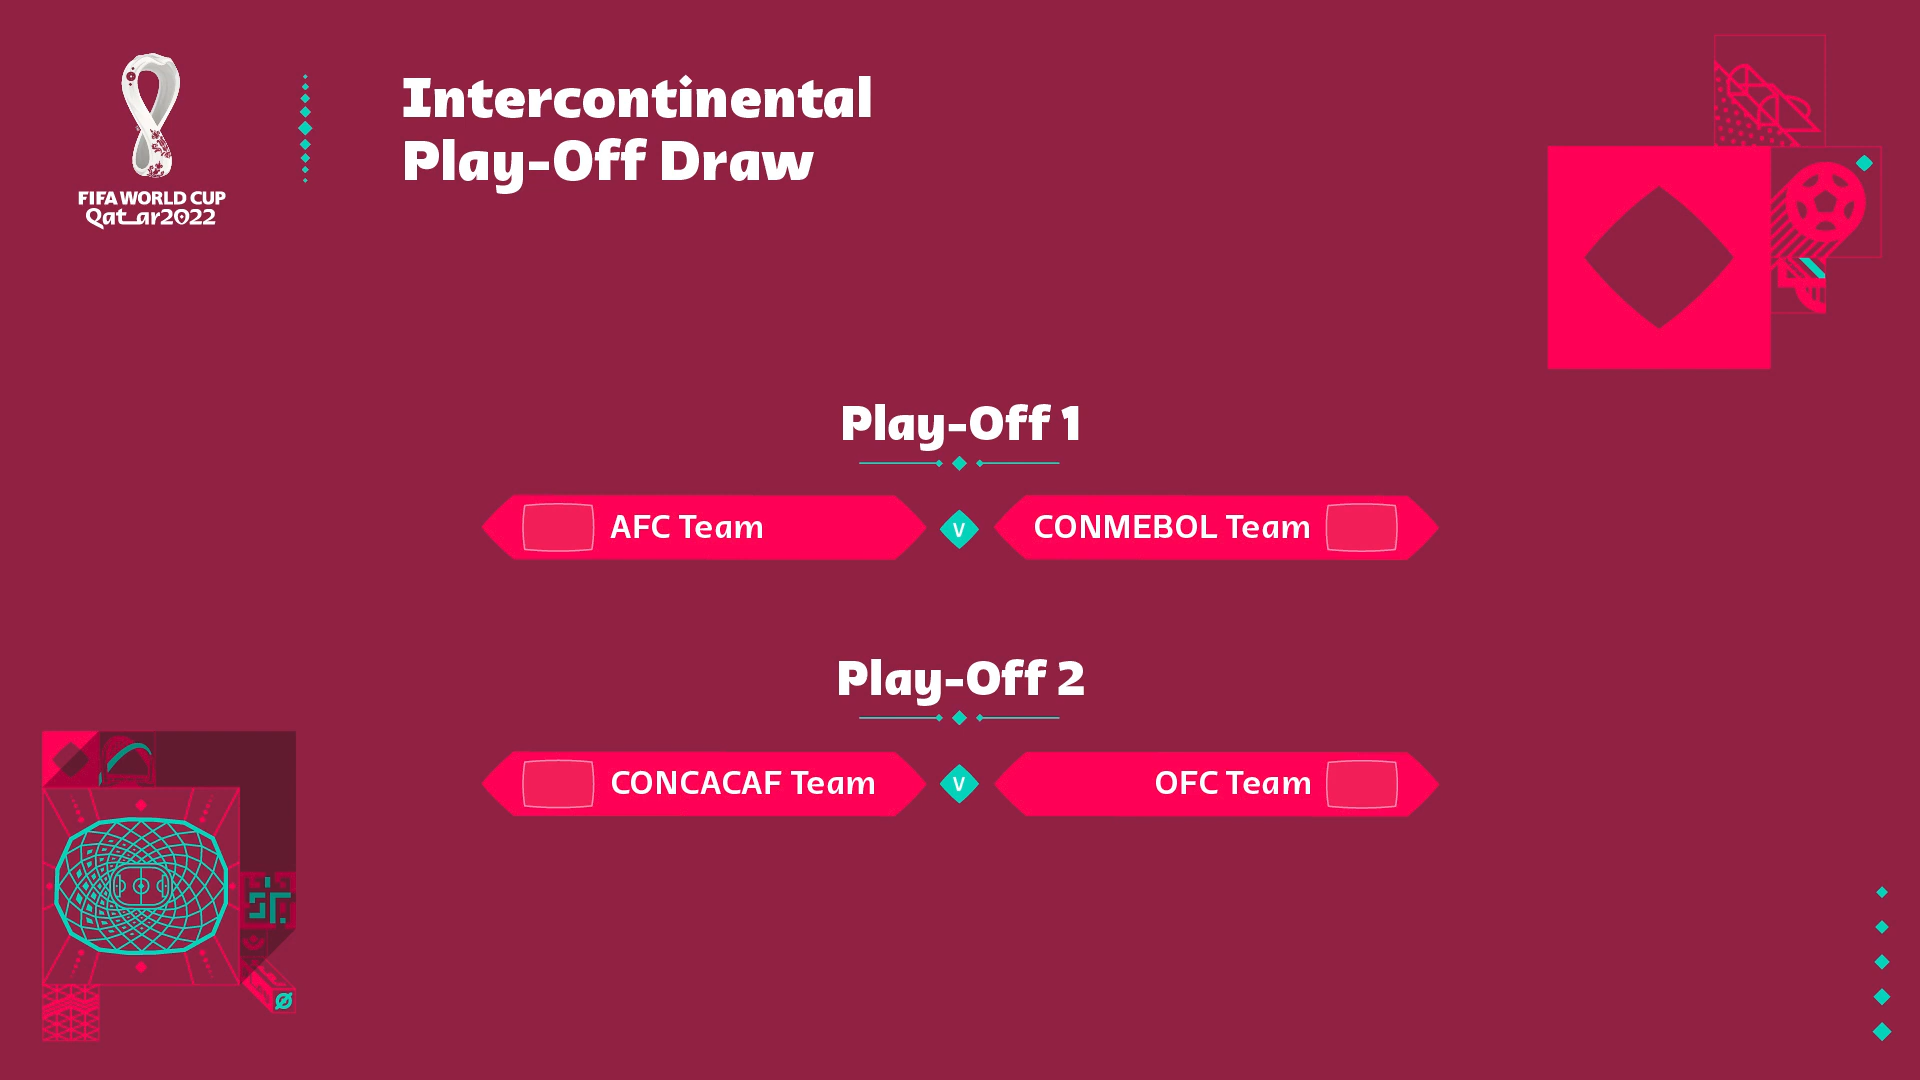 FIFA WORLD CUP
Qatar2022
Intercontinental
Play-Off Draw
Play-Off 1
AFC Team
V
CONMEBOL Team
Play-Off 2
CONCACAF Team
V
OFC Team